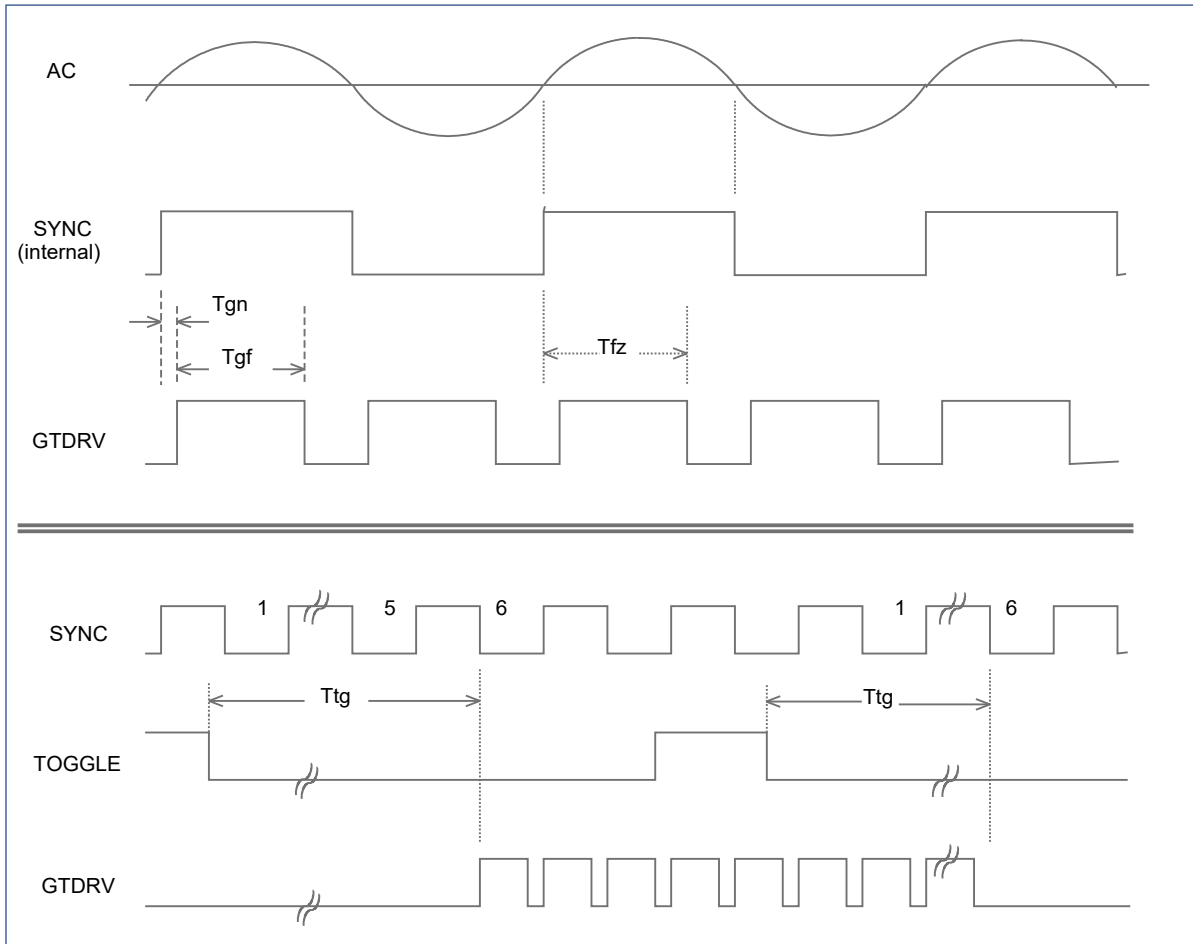 AC
SYNC
(internal)
Tgn
Tgf
Tfz
GTDRV
1 5 6 1 6
SYNC
Ttg Ttg
TOGGLE
GTDRV